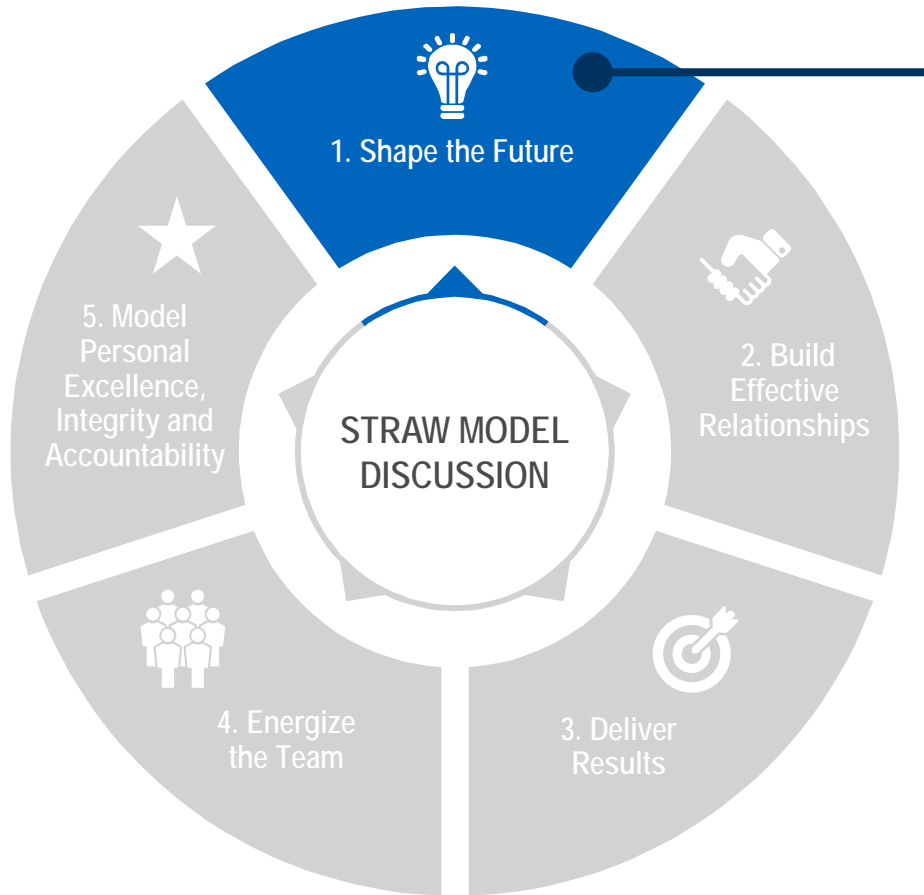 1. Shape the Future
2. Build
Effective
Relationships
3. Deliver
Results
4. Energize
the Team
5. Model
Personal
Excellence,
Integrity and
Accountability
STRAW MODEL
DISCUSSION